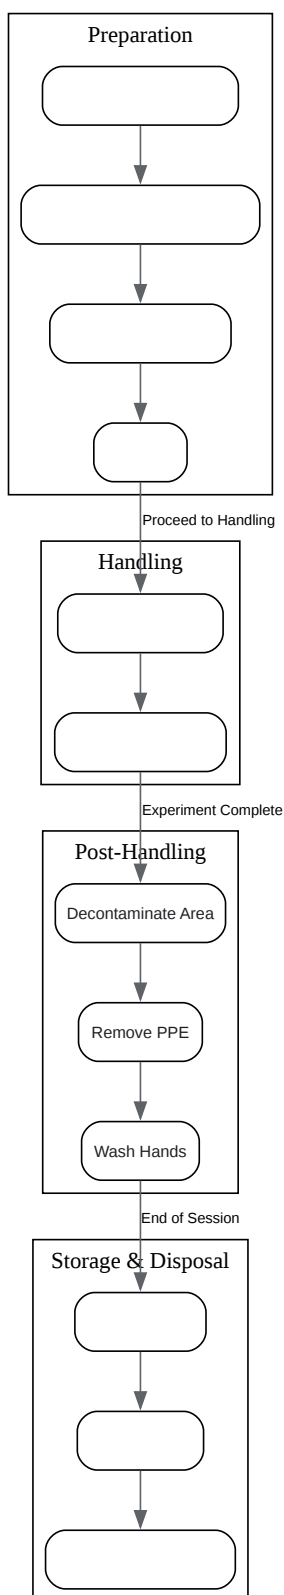 Preparation
Proceed to Handling
Handling
Experiment Complete
Post-Handling
Decontaminate Area
Remove PPE
Wash Hands
End of Session
Storage & Disposal